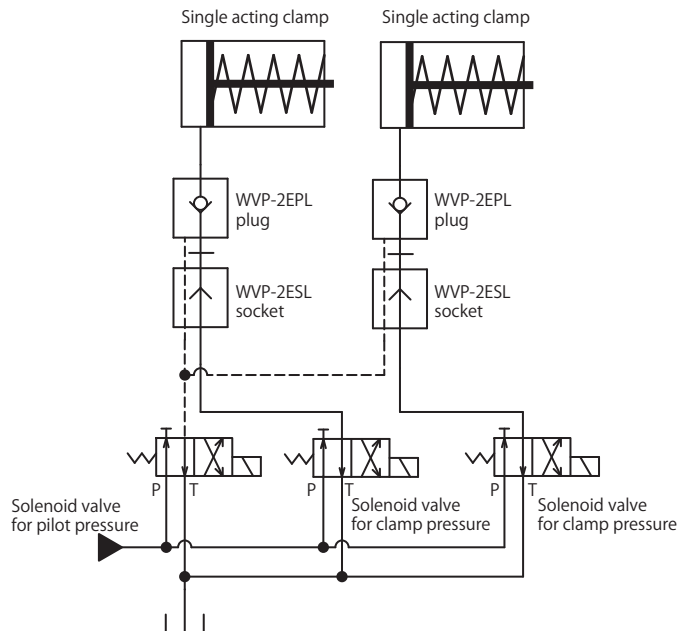 Single acting clamp
Single acting clamp
WVP-2EPL
plug
WVP-2EPL
plug
WVP-2ESL
socket
WVP-2ESL
socket
P
T
P
T
P
T
Solenoid valve
for pilot pressure
Solenoid valve
for clamp pressure
Solenoid valve
for clamp pressure